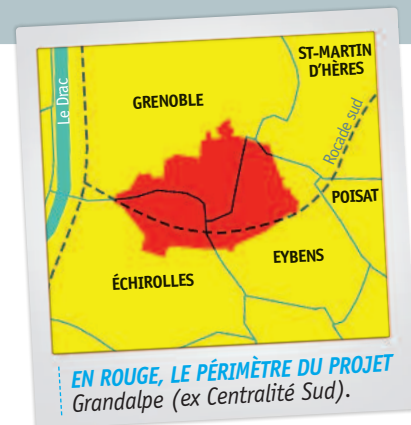 ST-MARTIN
D'HÈRES
GRENOBLE
Le Drac
Rocade sud
POISAT
EYBENS
ÉCHIROLLES
EN ROUGE, LE PÉRIMÈTRE DU PROJET
Grandalpe (ex Centralité Sud).